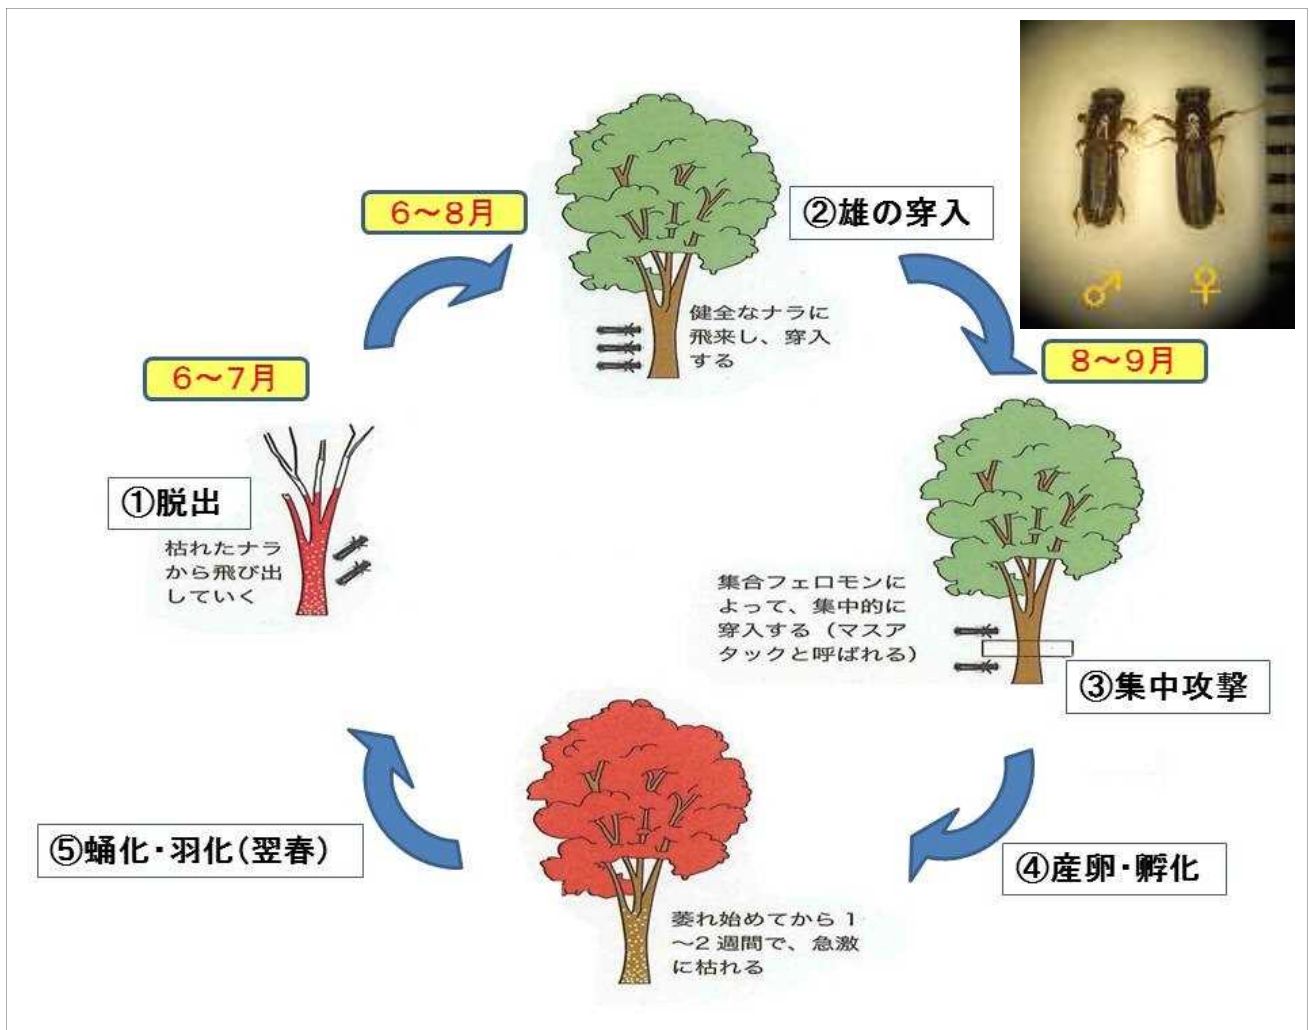 6～8月
②雄の穿入
健全なナラに
飛来し、穿入
する
♂ ♀
8～9月
6～7月
①脱出
枯れたナラ
から飛び出
していく
集合フェロモンに
よって、集中的に
穿入する（マスア
タックと呼ばれる）
③集中攻撃
④産卵・孵化
⑤蛹化・羽化（翌春）
萎れ始めてから1
～2週間で、急激
に枯れる